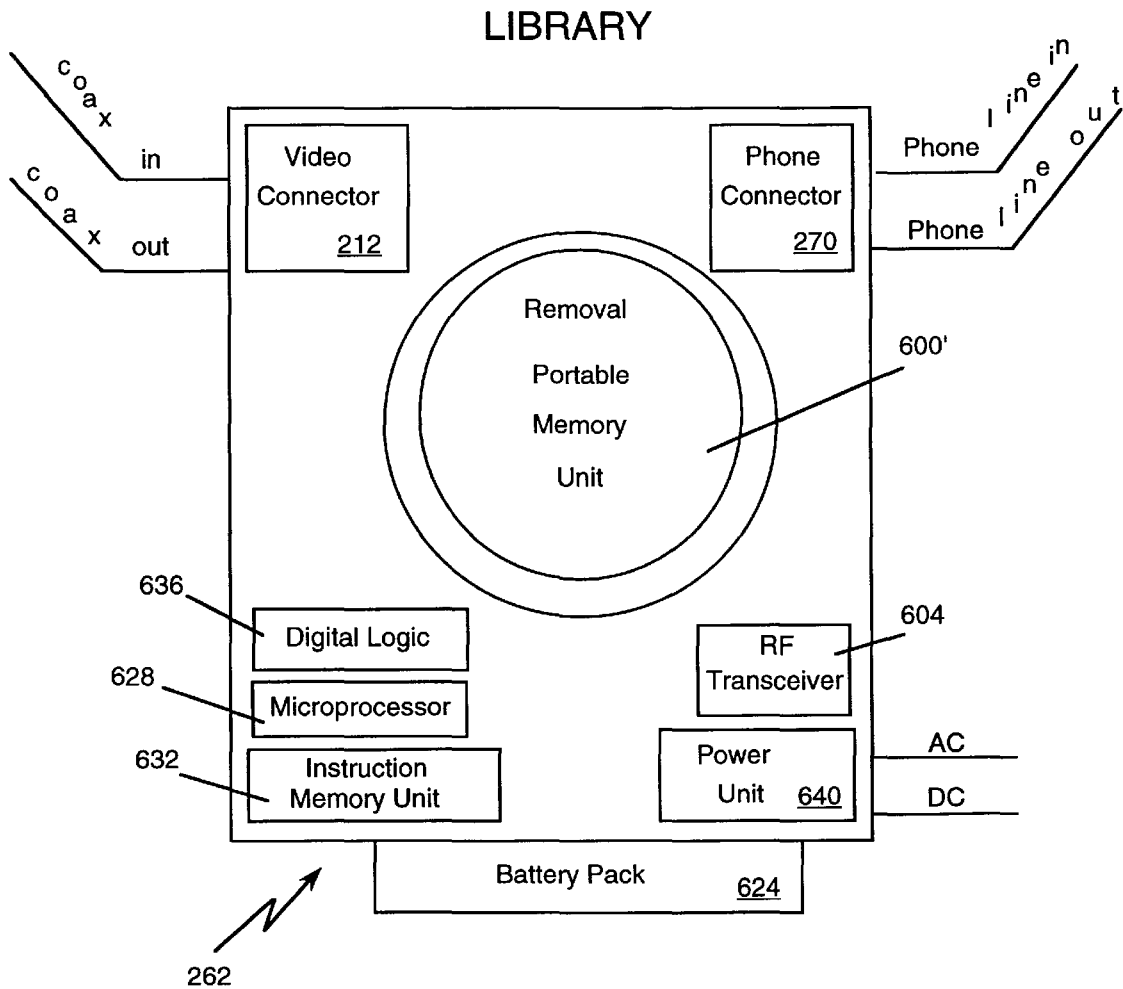 LIBRARY
coax in
coax out
Video
Connector
212
Phone
Connector
270
Phone line in
Phone line out
Removal
Portable
Memory
Unit
600'
636
Digital Logic
628
Microprocessor
632
Instruction
Memory Unit
604
RF
Transceiver
Power
Unit 640
AC
DC
Battery Pack 624
262